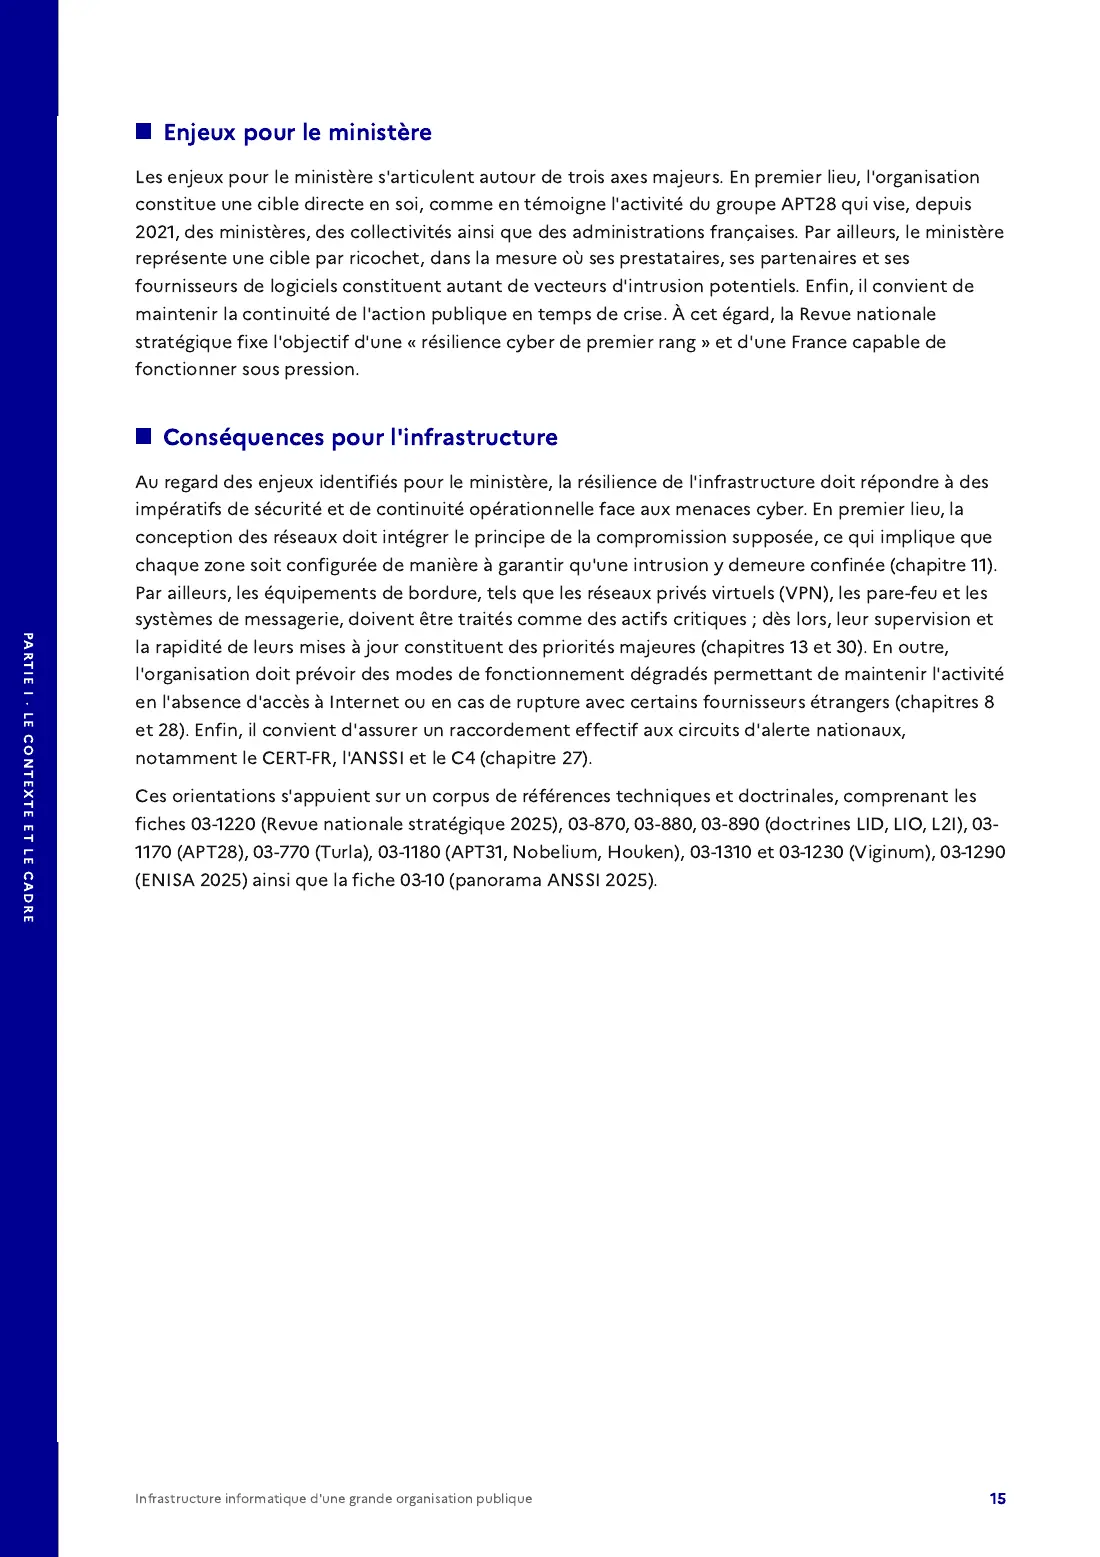 Enjeux pour le ministère
Les enjeux pour le ministère s'articulent autour de trois axes majeurs. En premier lieu, l'organisation
constitue une cible directe en soi, comme en témoigne l'activité du groupe APT28 qui vise, depuis
2021, des ministères, des collectivités ainsi que des administrations françaises. Par ailleurs, le ministère
représente une cible par ricochet, dans la mesure où ses prestataires, ses partenaires et ses
fournisseurs de logiciels constituent autant de vecteurs d'intrusion potentiels. Enfin, il convient de
maintenir la continuité de l'action publique en temps de crise. À cet égard, la Revue nationale
stratégique fixe l'objectif d'une « résilience cyber de premier rang » et d'une France capable de
fonctionner sous pression.
Conséquences pour l'infrastructure
Au regard des enjeux identifiés pour le ministère, la résilience de l'infrastructure doit répondre à des
impératifs de sécurité et de continuité opérationnelle face aux menaces cyber. En premier lieu, la
conception des réseaux doit intégrer le principe de la compromission supposée, ce qui implique que
chaque zone soit configurée de manière à garantir qu'une intrusion y demeure confinée (chapitre 11).
Par ailleurs, les équipements de bordure, tels que les réseaux privés virtuels (VPN), les pare-feu et les
systèmes de messagerie, doivent être traités comme des actifs critiques ; dès lors, leur supervision et
la rapidité de leurs mises à jour constituent des priorités majeures (chapitres 13 et 30). En outre,
l'organisation doit prévoir des modes de fonctionnement dégradés permettant de maintenir l'activité
en l'absence d'accès à Internet ou en cas de rupture avec certains fournisseurs étrangers (chapitres 8
et 28). Enfin, il convient d'assurer un raccordement effectif aux circuits d'alerte nationaux,
notamment le CERT-FR, l'ANSSI et le C4 (chapitre 27).
Ces orientations s'appuient sur un corpus de références techniques et doctrinales, comprenant les
fiches 03-1220 (Revue nationale stratégique 2025), 03-870, 03-880, 03-890 (doctrines LID, LIO, L2I), 03-
1170 (APT28), 03-770 (Turla), 03-1180 (APT31, Nobelium, Houken), 03-1310 et 03-1230 (Viginum), 03-1290
(ENISA 2025) ainsi que la fiche 03-10 (panorama ANSSI 2025).
PARTIE I · LE CONTEXTE ET LE CADRE
Infrastructure informatique d'une grande organisation publique
15